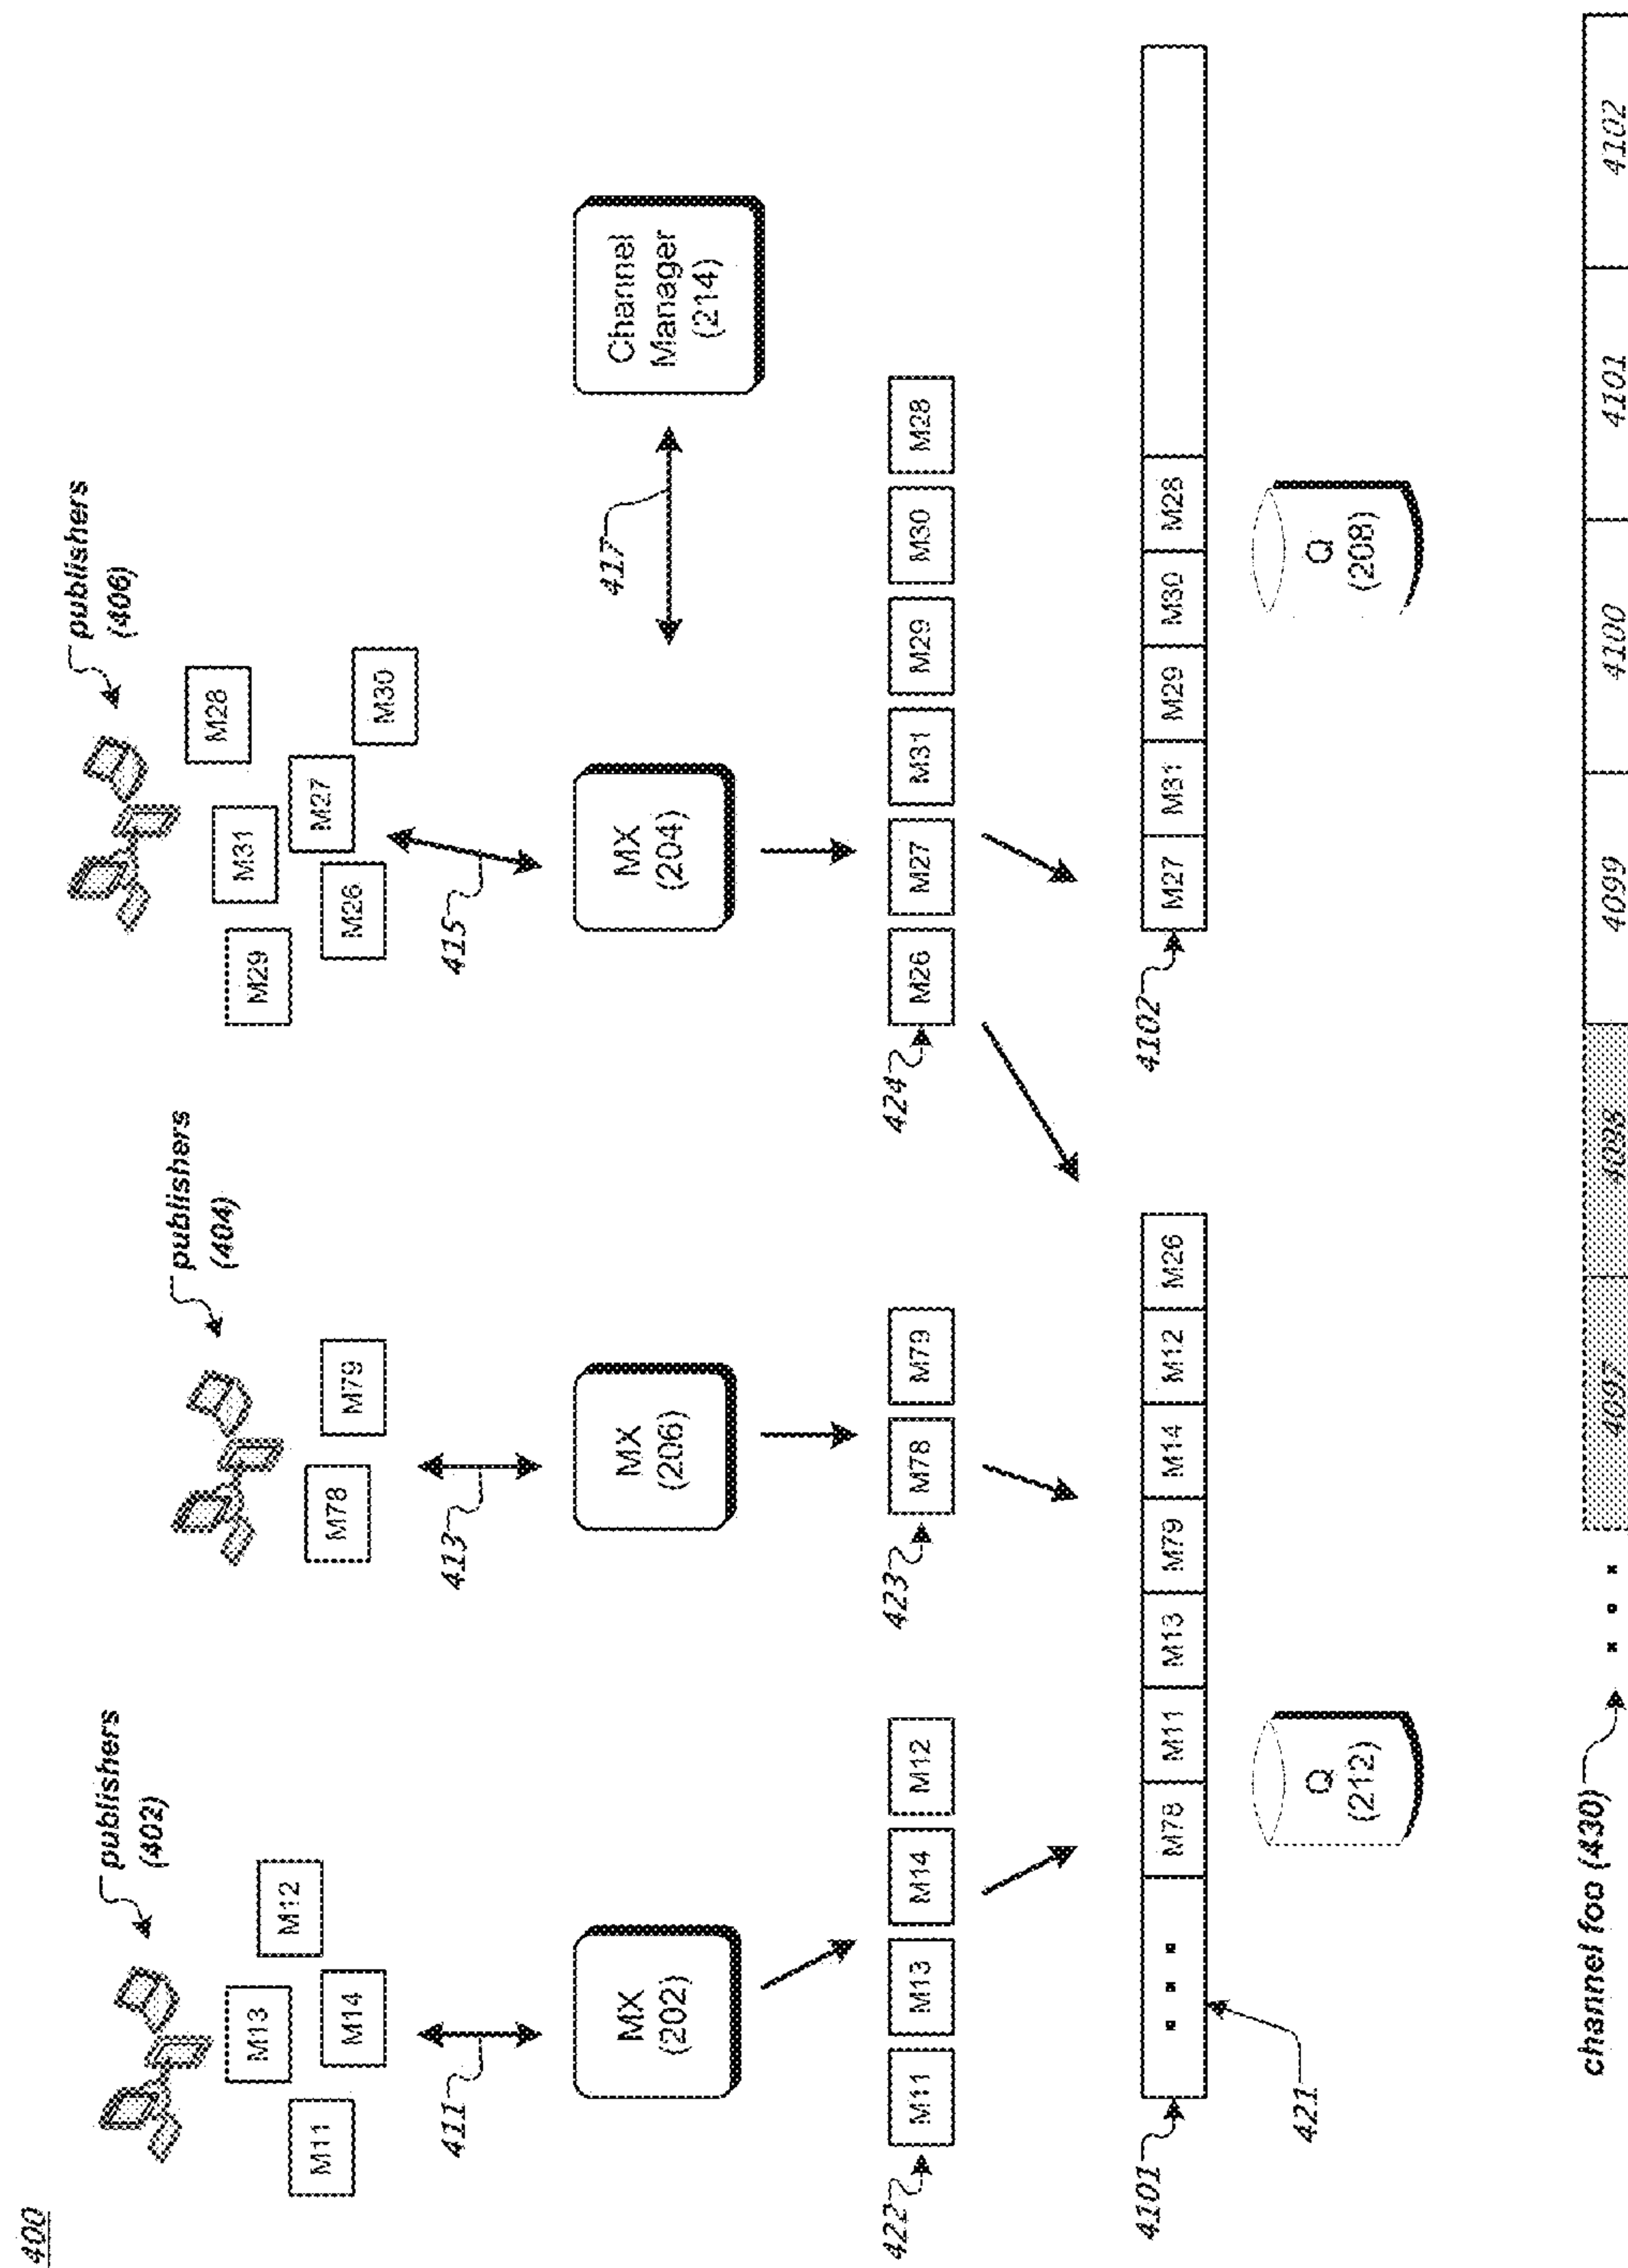 400
publishers
(402)
publishers
(404)
publishers
(406)
M11
M13
M14
M12
M78
M79
M29
M31
M26
M27
M28
M30
411
413
415
417
MX
(202)
MX
(206)
MX
(204)
Channel
Manager
(214)
422
M11
M13
M14
M12
423
M78
M79
424
M26
M27
M31
M29
M30
M28
4101
M78
M11
M13
M79
M14
M12
M26
4102
M27
M31
M29
M30
M28
421
Q
(212)
Q
(208)
channel foo (430)
4097
4098
4099
4100
4101
4102